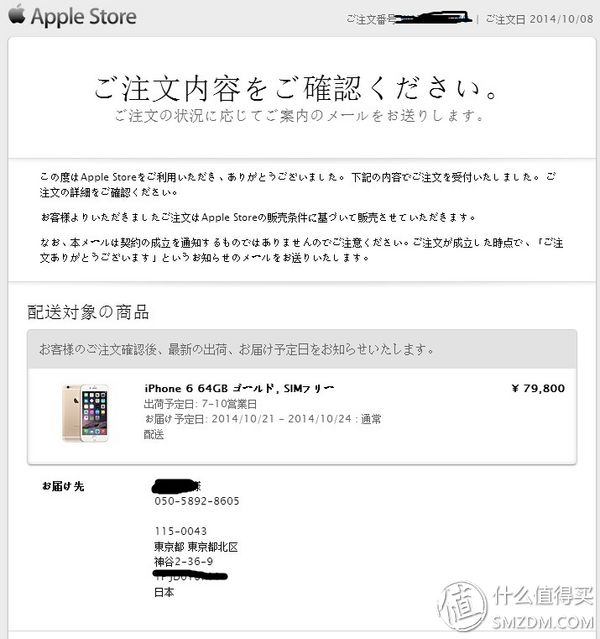 Apple Store
ご注文番号 | ご注文日 2014/10/08
ご注文内容をご確認ください。
ご注文の状況に応じてご案内のメールをお送りします。
この度はApple Storeをご利用いただき、ありがとうございました。 下記の内容でご注文を受付いたしました。 ご
注文の詳細をご確認ください。
お客様よりいただきましたご注文はApple Storeの販売条件に基づいて販売させていただきます。
なお、本メールは契約の成立を通知するものではありませんのでご注意ください。ご注文が成立した時点で、「ご注
文ありがとうございます」というお知らせのメールをお送りいたします。
配送対象の商品
お客様のご注文確認後、最新の出荷、お届け予定日をお知らせいたします。
iPhone 6 64GB ゴールド, SIMフリー ¥ 79,800
出荷予定日: 7-10営業日
お届け予定日: 2014/10/21 - 2014/10/24 : 通常
配送
お届け先
様
050-5892-8605
115-0043
東京都 東京都北区
神谷2-36-9
日本
值 什么值得买
SMZDM.COM